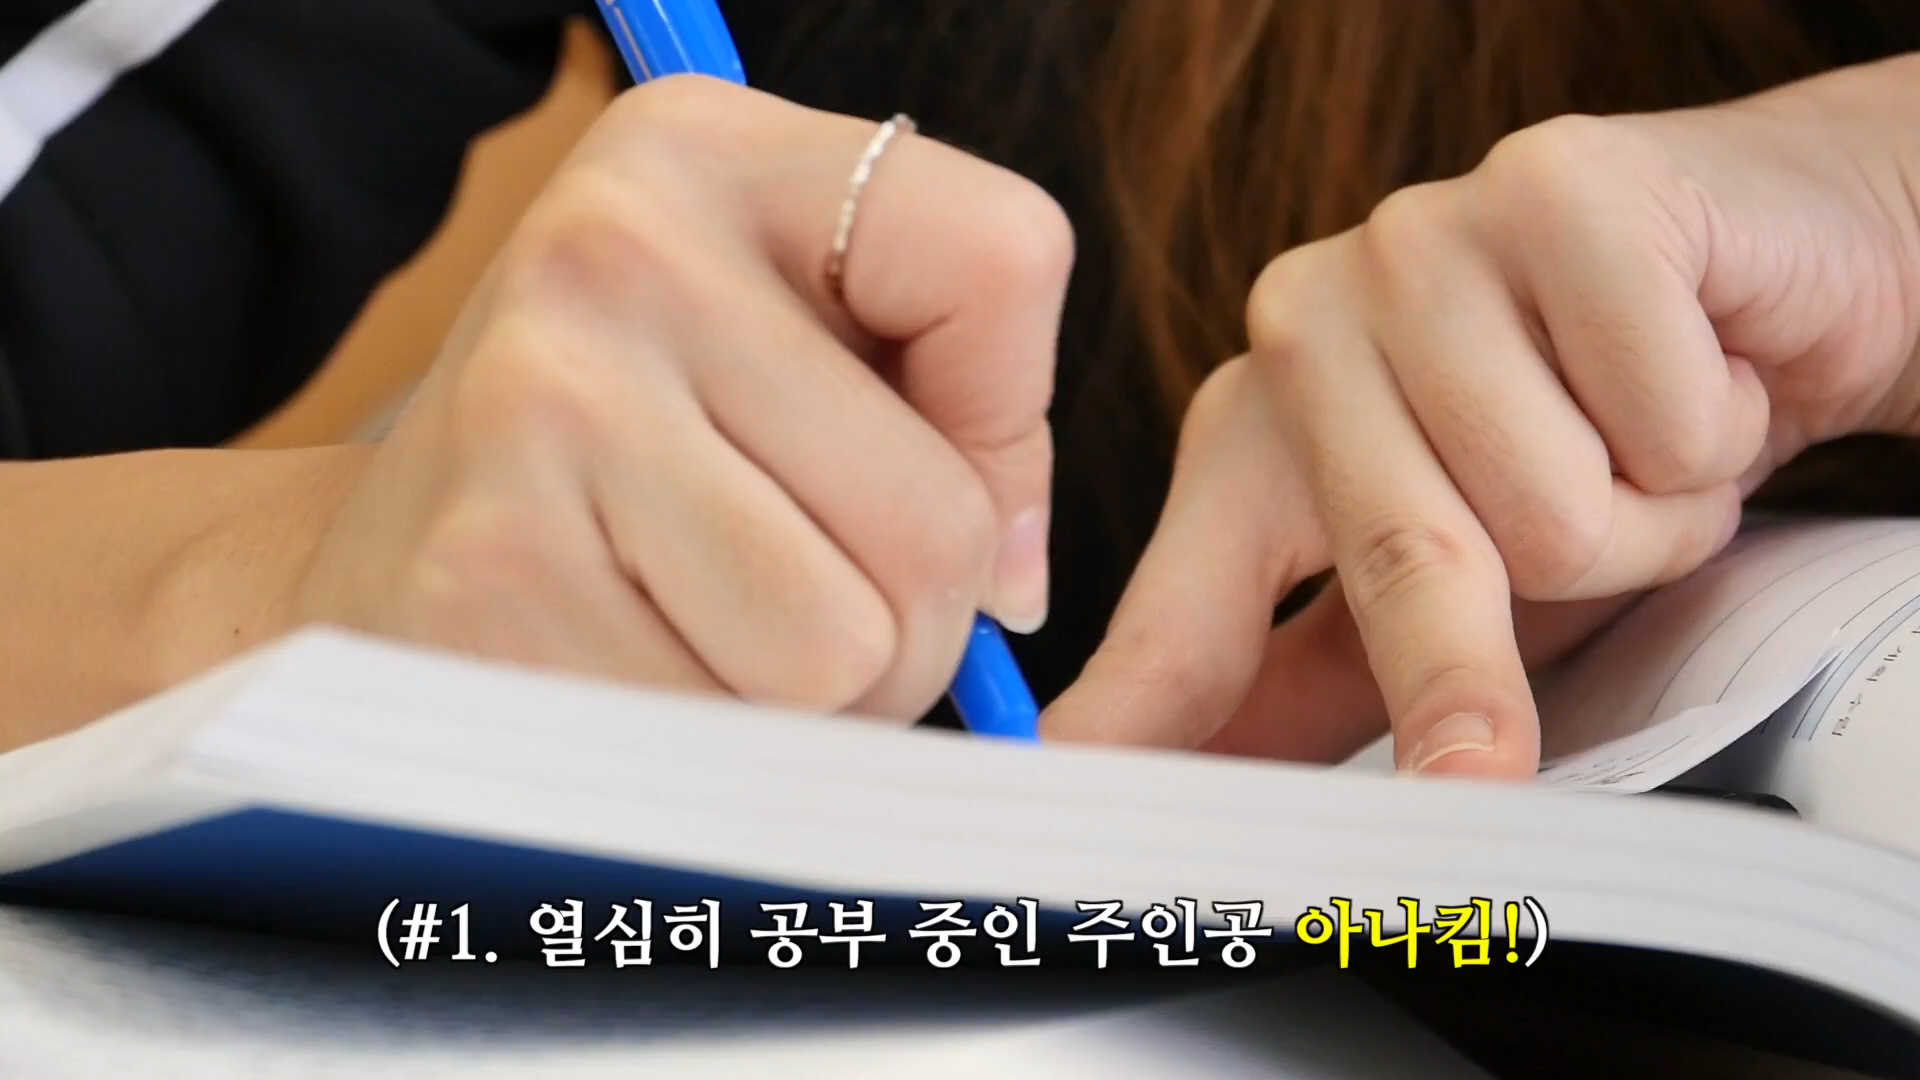 (#1. 열심히 공부 중인 주인공 아나킴!)